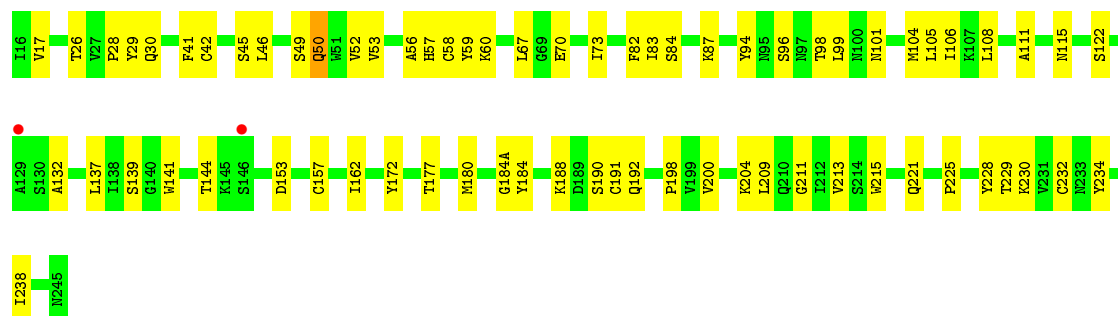 I16 V17 T26 V27 P28 Y29 Q30 F41 C42 S45 L46 S49 Q50 W51 V52 V53 A56 H57 C58 Y59 K60 L67 G69 E70 I73 F82 I83 S84 K87 Y94 N95 S96 N97 T98 L99 N100 N101 M104 L105 I106 K107 L108 A111 N115 S122
A129 S130 A132 L137 I138 S139 G140 W141 T144 K145 S146 D153 C157 I162 Y172 T177 M180 G184A Y184 K188 D189 S190 C191 Q192 P198 V199 V200 K204 L209 Q210 G211 I212 V213 S214 W215 Q221 P225 Y228 T229 K230 V231 C232 N233 Y234
I238 N245